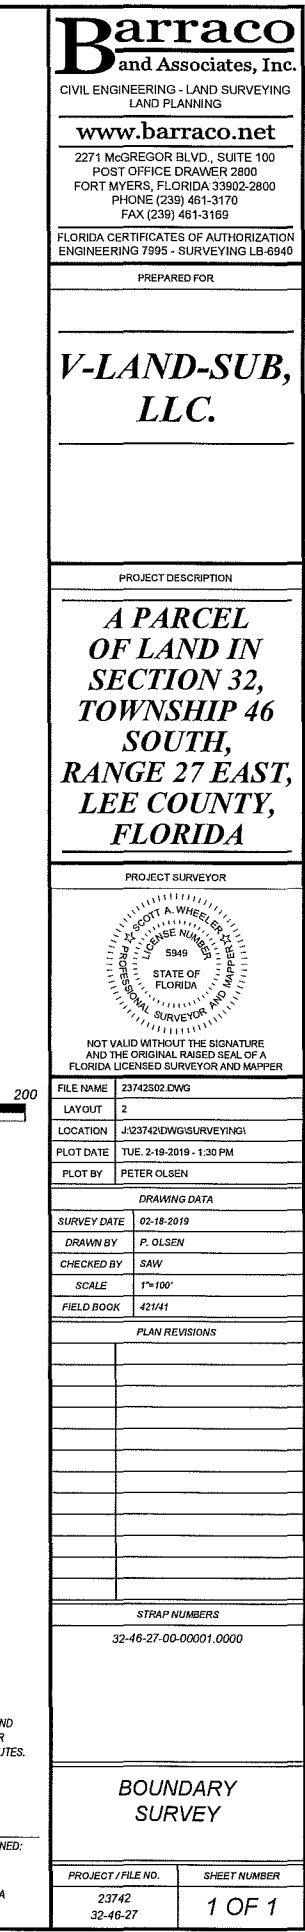 Barraco
and Associates, Inc.
CIVIL ENGINEERING - LAND SURVEYING
LAND PLANNING
www.barraco.net
2271 McGREGOR BLVD., SUITE 100
POST OFFICE DRAWER 2800
FORT MYERS, FLORIDA 33902-2800
PHONE (239) 461-3170
FAX (239) 461-3169
FLORIDA CERTIFICATES OF AUTHORIZATION
ENGINEERING 7995 - SURVEYING LB-6940
PREPARED FOR
V-LAND-SUB,
LLC.
PROJECT DESCRIPTION
A PARCEL
OF LAND IN
SECTION 32,
TOWNSHIP 46
SOUTH,
RANGE 27 EAST,
LEE COUNTY,
FLORIDA
PROJECT SURVEYOR
SCOTT A. WHEELER
LICENSE NUMBER
5949
STATE OF
FLORIDA
PROFESSIONAL SURVEYOR AND MAPPER
NOT VALID WITHOUT THE SIGNATURE
AND THE ORIGINAL RAISED SEAL OF A
FLORIDA LICENSED SURVEYOR AND MAPPER
200
FILE NAME 23742S02.DWG
LAYOUT 2
LOCATION J:\23742\DWG\SURVEYING\
PLOT DATE TUE. 2-19-2019 - 1:30 PM
PLOT BY PETER OLSEN
DRAWING DATA
SURVEY DATE 02-18-2019
DRAWN BY P. OLSEN
CHECKED BY SAW
SCALE 1"=100'
FIELD BOOK 421/41
PLAN REVISIONS
STRAP NUMBERS
32-46-27-00-00001.0000
BOUNDARY
SURVEY
NED:
PROJECT / FILE NO. SHEET NUMBER
23742
32-46-27
1 OF 1